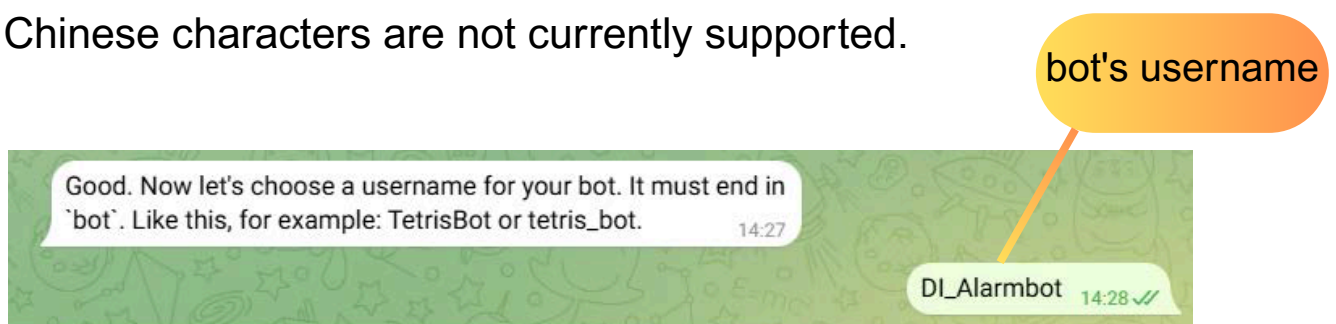 Chinese characters are not currently supported.
bot's username
Good. Now let's choose a username for your bot. It must end in
`bot`. Like this, for example: TetrisBot or tetris_bot.
14:27
DI_Alarmbot 14:28
E=mc²